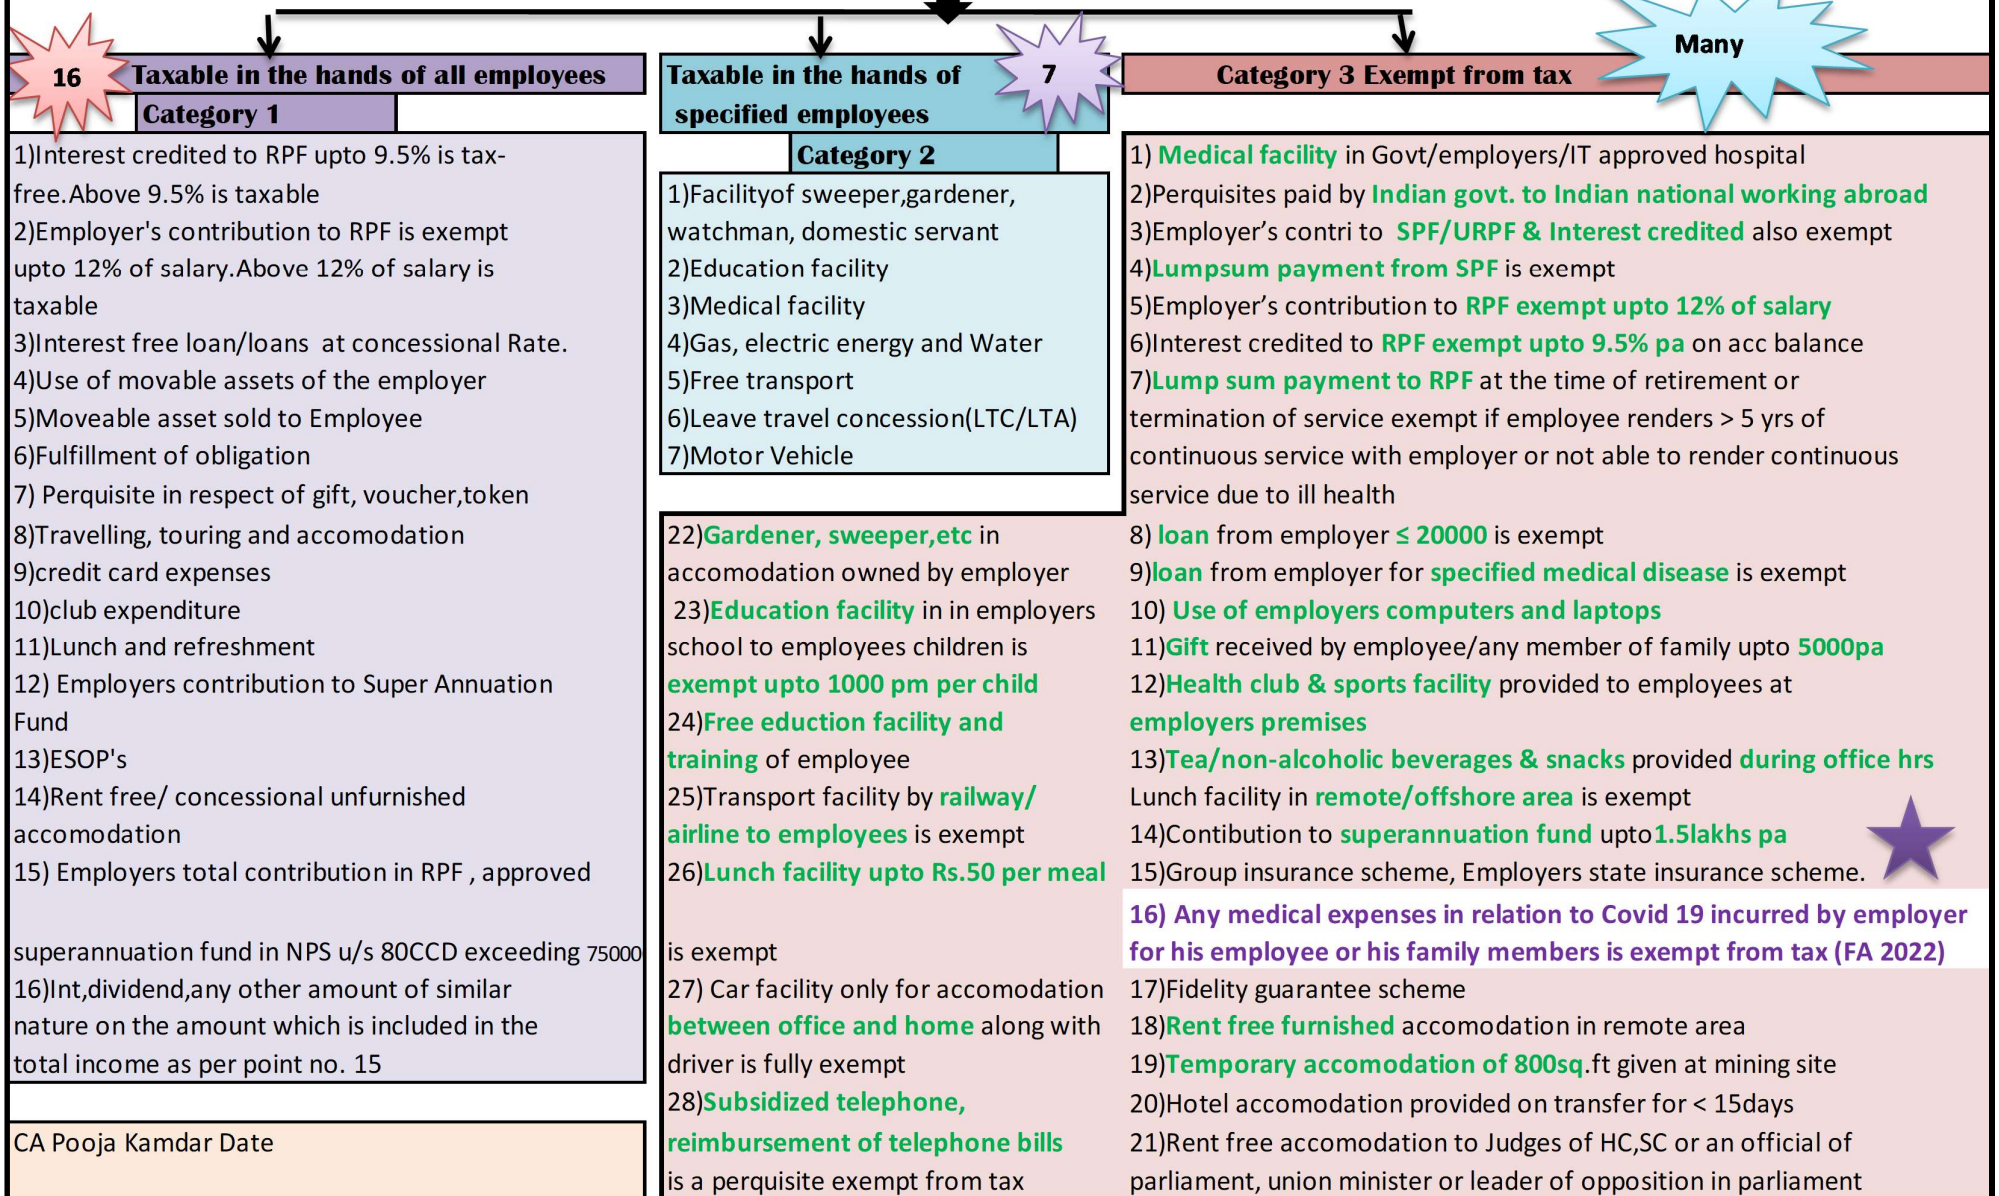 16
Taxable in the hands of all employees
Category 1
1)Interest credited to RPF upto 9.5% is tax-
free.Above 9.5% is taxable
2)Employer's contribution to RPF is exempt
upto 12% of salary.Above 12% of salary is
taxable
3)Interest free loan/loans at concessional Rate.
4)Use of movable assets of the employer
5)Moveable asset sold to Employee
6)Fulfillment of obligation
7) Perquisite in respect of gift, voucher,token
8)Travelling, touring and accomodation
9)credit card expenses
10)club expenditure
11)Lunch and refreshment
12) Employers contribution to Super Annuation
Fund
13)ESOP's
14)Rent free/ concessional unfurnished
accomodation
15) Employers total contribution in RPF , approved
superannuation fund in NPS u/s 80CCD exceeding 75000
16)Int,dividend,any other amount of similar
nature on the amount which is included in the
total income as per point no. 15
CA Pooja Kamdar Date
Taxable in the hands of
specified employees
7
Category 2
1)Facilityof sweeper,gardener,
watchman, domestic servant
2)Education facility
3)Medical facility
4)Gas, electric energy and Water
5)Free transport
6)Leave travel concession(LTC/LTA)
7)Motor Vehicle
Category 3 Exempt from tax
Many
1) Medical facility in Govt/employers/IT approved hospital
2)Perquisites paid by Indian govt. to Indian national working abroad
3)Employer’s contri to SPF/URPF & Interest credited also exempt
4)Lumpsum payment from SPF is exempt
5)Employer’s contribution to RPF exempt upto 12% of salary
6)Interest credited to RPF exempt upto 9.5% pa on acc balance
7)Lump sum payment to RPF at the time of retirement or
termination of service exempt if employee renders > 5 yrs of
continuous service with employer or not able to render continuous
service due to ill health
8) loan from employer ≤ 20000 is exempt
9)loan from employer for specified medical disease is exempt
10) Use of employers computers and laptops
11)Gift received by employee/any member of family upto 5000pa
12)Health club & sports facility provided to employees at
employers premises
13)Tea/non-alcoholic beverages & snacks provided during office hrs
Lunch facility in remote/offshore area is exempt
14)Contibution to superannuation fund upto1.5lakhs pa
15)Group insurance scheme, Employers state insurance scheme.
16) Any medical expenses in relation to Covid 19 incurred by employer
for his employee or his family members is exempt from tax (FA 2022)
17)Fidelity guarantee scheme
18)Rent free furnished accomodation in remote area
19)Temporary accomodation of 800sq.ft given at mining site
20)Hotel accomodation provided on transfer for < 15days
21)Rent free accomodation to Judges of HC,SC or an official of
parliament, union minister or leader of opposition in parliament
22)Gardener, sweeper,etc in
accomodation owned by employer
23)Education facility in in employers
school to employees children is
exempt upto 1000 pm per child
24)Free eduction facility and
training of employee
25)Transport facility by railway/
airline to employees is exempt
26)Lunch facility upto Rs.50 per meal
is exempt
27) Car facility only for accomodation
between office and home along with
driver is fully exempt
28)Subsidized telephone,
reimbursement of telephone bills
is a perquisite exempt from tax